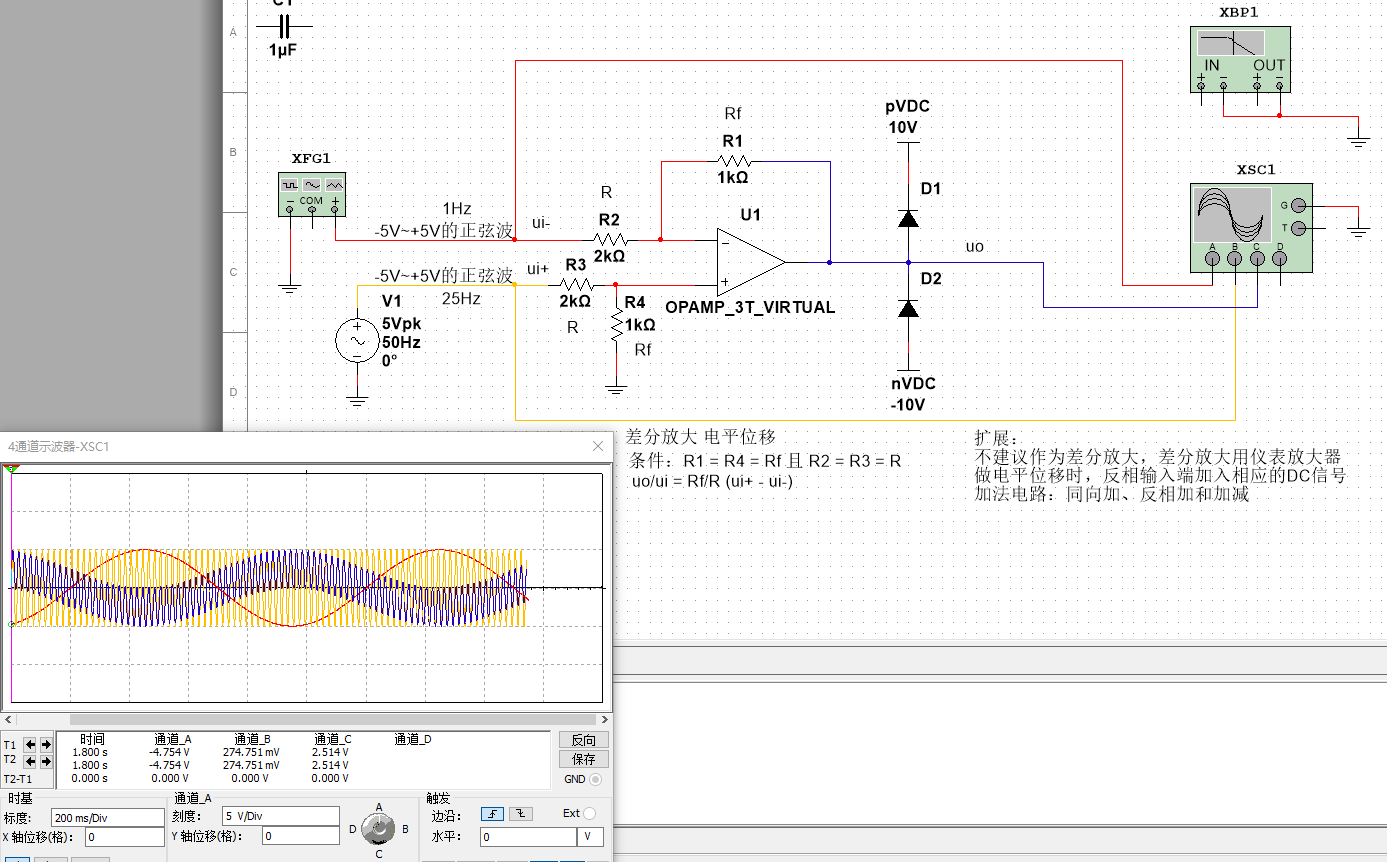 C1
1µF
A
B
C
D
XBP1
IN OUT
+ − + −
XSC1
G
T
A B C D
pVDC
10V
Rf
R1
1kΩ
D1
U1
XFG1
COM
1Hz
-5V~+5V的正弦波
ui-
R
R2
2kΩ
uo
-5V~+5V的正弦波
ui+
R3
2kΩ
R
25Hz
V1
5Vpk
50Hz
0°
R4
1kΩ
Rf
OPAMP_3T_VIRTUAL
D2
nVDC
-10V
差分放大 电平位移
条件：R1 = R4 = Rf 且 R2 = R3 = R
uo/ui = Rf/R (ui+ - ui-)
扩展：
不建议作为差分放大，差分放大用仪表放大器
做电平位移时，反相输入端加入相应的DC信号
加法电路：同向加、反相加和加减
4通道示波器-XSC1
时间 通道_A 通道_B 通道_C 通道_D
T1 1.800 s -4.754 V 274.751 mV 2.514 V
T2 1.800 s -4.754 V 274.751 mV 2.514 V
T2-T1 0.000 s 0.000 V 0.000 V 0.000 V
反向
保存
GND
时基
标度： 200 ms/Div
X 轴位移(格)： 0
通道_A
刻度： 5 V/Div
Y 轴位移(格)： 0
A
D B
C
触发
边沿： Ext
水平： 0 V